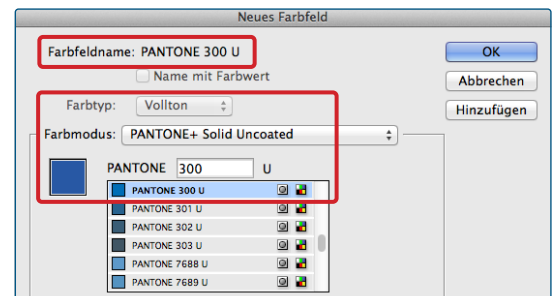 Neues Farbfeld
Farbfeldname: PANTONE 300 U
OK
Name mit Farbwert
Abbrechen
Farbtyp: Vollton
Hinzufügen
Farbmodus: PANTONE+ Solid Uncoated
PANTONE 300 U
PANTONE 300 U
PANTONE 301 U
PANTONE 302 U
PANTONE 303 U
PANTONE 7688 U
PANTONE 7689 U